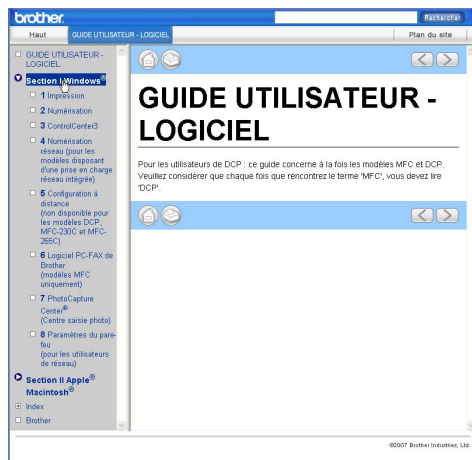 brother.
Rechercher
Haut
GUIDE UTILISATEUR - LOGICIEL
Plan du site
GUIDE UTILISATEUR -
LOGICIEL
Section I Windows®
1 Impression
2 Numérisation
3 ControlCenter3
4 Numérisation
réseau (pour les
modèles disposant
d'une prise en charge
réseau intégrée)
5 Configuration à
distance
(non disponible pour
les modèles DCP,
MFC-230C et MFC-
265C)
6 Logiciel PC-FAX de
Brother
(modèles MFC
uniquement)
7 PhotoCapture
Center®
(Centre saisie photo)
8 Paramètres du pare-
feu
(pour les utilisateurs
de réseau)
Section II Apple®
Macintosh®
Index
Brother
GUIDE UTILISATEUR -
LOGICIEL
Pour les utilisateurs de DCP : ce guide concerne à la fois les modèles MFC et DCP.
Veuillez considérer que chaque fois que rencontrez le terme 'MFC', vous devez lire
'DCP'.
©2007 Brother Industries, Ltd.